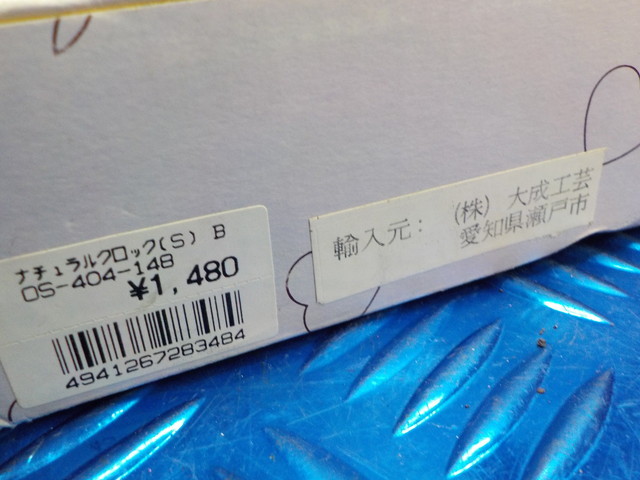 ナチュラルクロック(S) B
OS-404-148
¥1,480
4941267283484
輸入元: (株) 大成工芸
愛知県瀬戸市